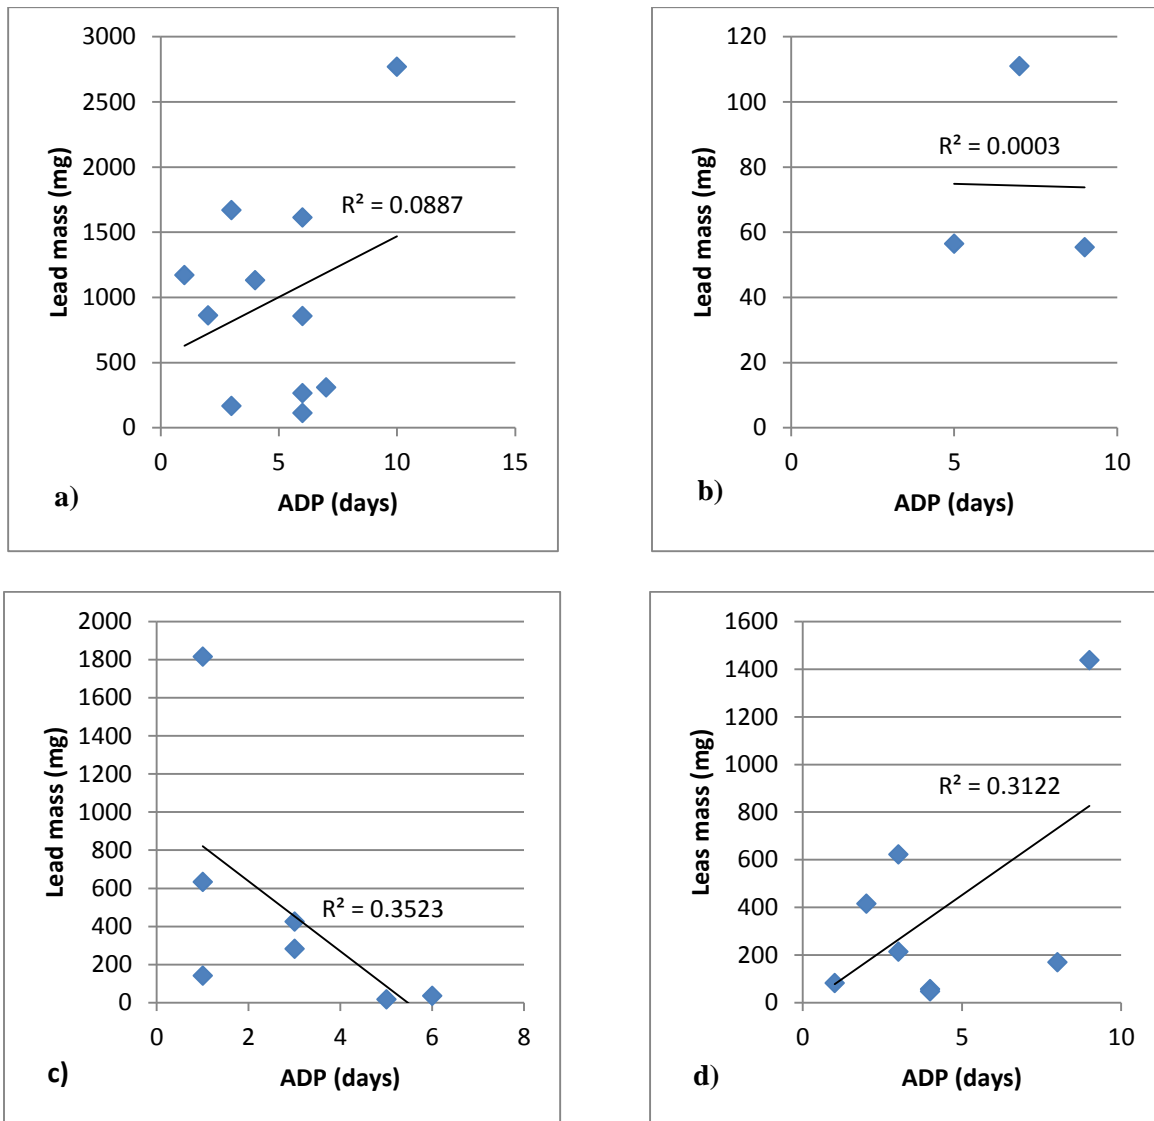 3000
2500
2000
1500
1000
500
0
Lead mass (mg)
R² = 0.0887
0 5 10 15
ADP (days)
a)
120
100
80
60
40
20
0
Lead mass (mg)
R² = 0.0003
0 5 10
ADP (days)
b)
2000
1800
1600
1400
1200
1000
800
600
400
200
0
Lead mass (mg)
R² = 0.3523
0 2 4 6 8
ADP (days)
c)
1600
1400
1200
1000
800
600
400
200
0
Leas mass (mg)
R² = 0.3122
0 5 10
ADP (days)
d)